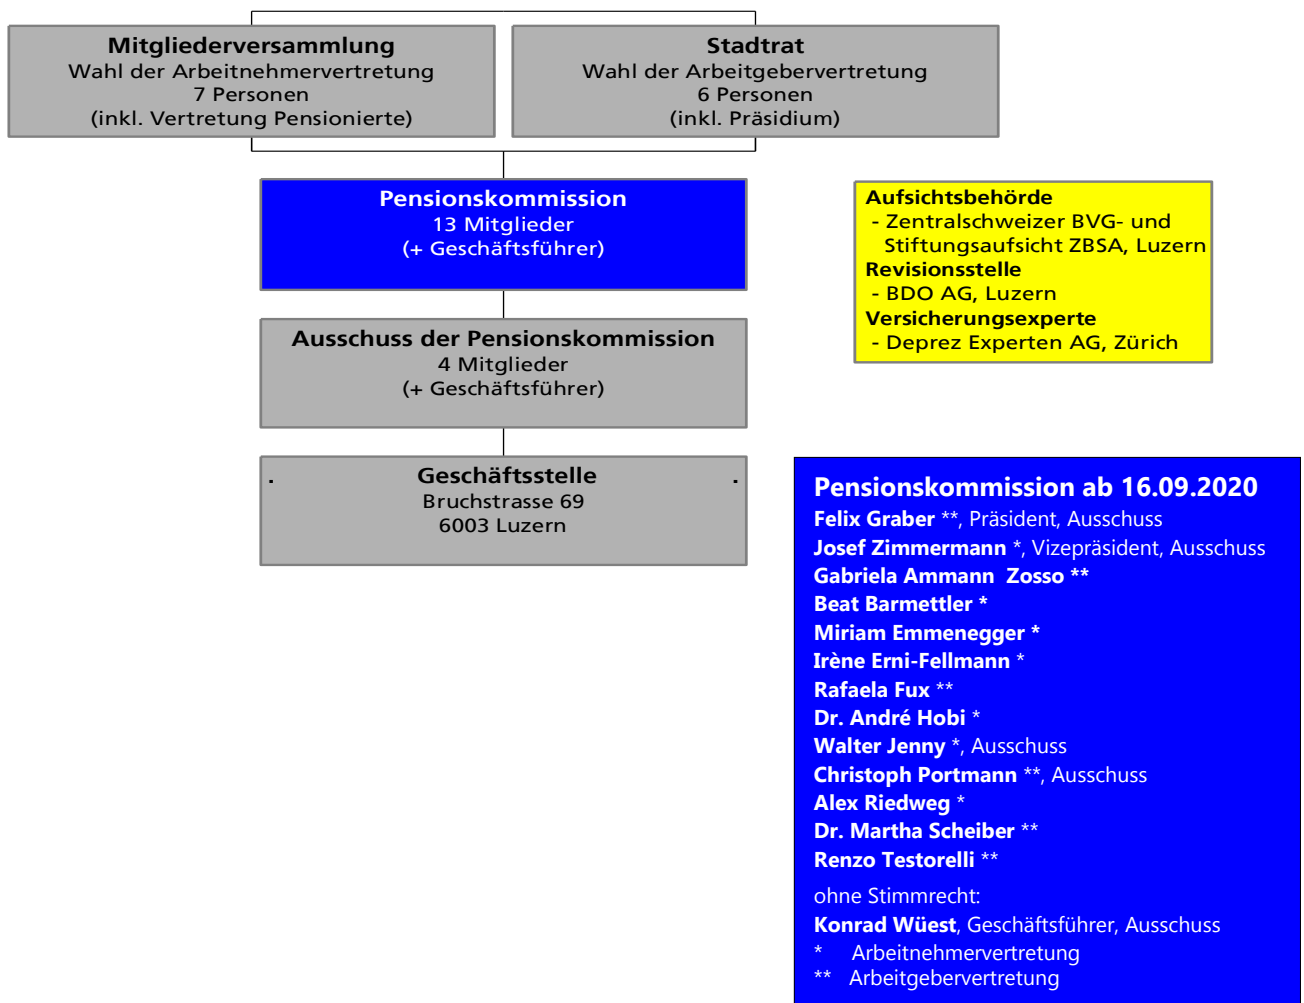 Mitgliederversammlung
Wahl der Arbeitnehmervertretung
7 Personen
(inkl. Vertretung Pensionierte)
Stadtrat
Wahl der Arbeitgebervertretung
6 Personen
(inkl. Präsidium)
Pensionskommission
13 Mitglieder
(+ Geschäftsführer)
Aufsichtsbehörde
- Zentralschweizer BVG- und
Stiftungsaufsicht ZBSA, Luzern
Revisionsstelle
- BDO AG, Luzern
Versicherungsexperte
- Deprez Experten AG, Zürich
Ausschuss der Pensionskommission
4 Mitglieder
(+ Geschäftsführer)
. Geschäftsstelle .
Bruchstrasse 69
6003 Luzern
Pensionskommission ab 16.09.2020
Felix Graber **, Präsident, Ausschuss
Josef Zimmermann *, Vizepräsident, Ausschuss
Gabriela Ammann Zosso **
Beat Barmettler *
Miriam Emmenegger *
Irène Erni-Fellmann *
Rafaela Fux **
Dr. André Hobi *
Walter Jenny *, Ausschuss
Christoph Portmann **, Ausschuss
Alex Riedweg *
Dr. Martha Scheiber **
Renzo Testorelli **
ohne Stimmrecht:
Konrad Wüest, Geschäftsführer, Ausschuss
* Arbeitnehmervertretung
** Arbeitgebervertretung